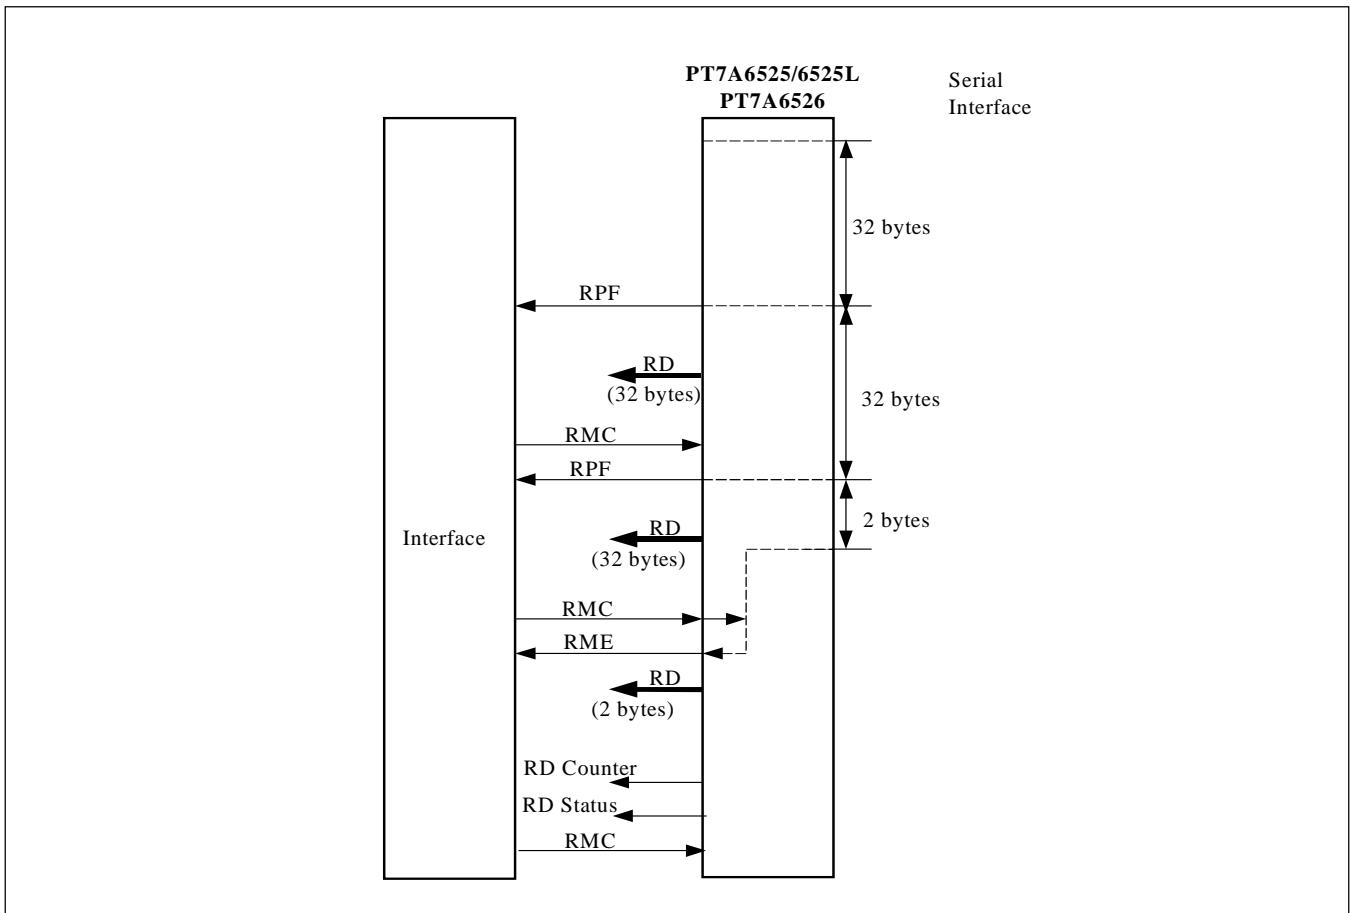 PT7A6525/6525L
PT7A6526
Serial
Interface
32 bytes
RPF
RD
(32 bytes)
32 bytes
RMC
RPF
2 bytes
Interface
RD
(32 bytes)
RMC
RME
RD
(2 bytes)
RD Counter
RD Status
RMC